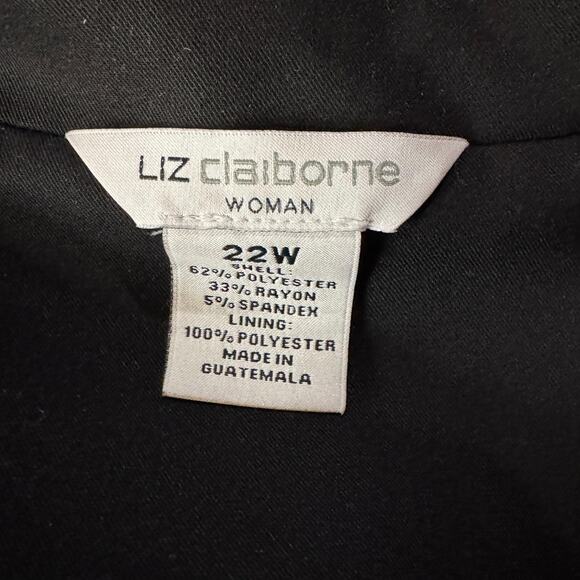 LIZ claiborne
WOMAN
22W
SHELL:
62% POLYESTER
33% RAYON
5% SPANDEX
LINING:
100% POLYESTER
MADE IN
GUATEMALA